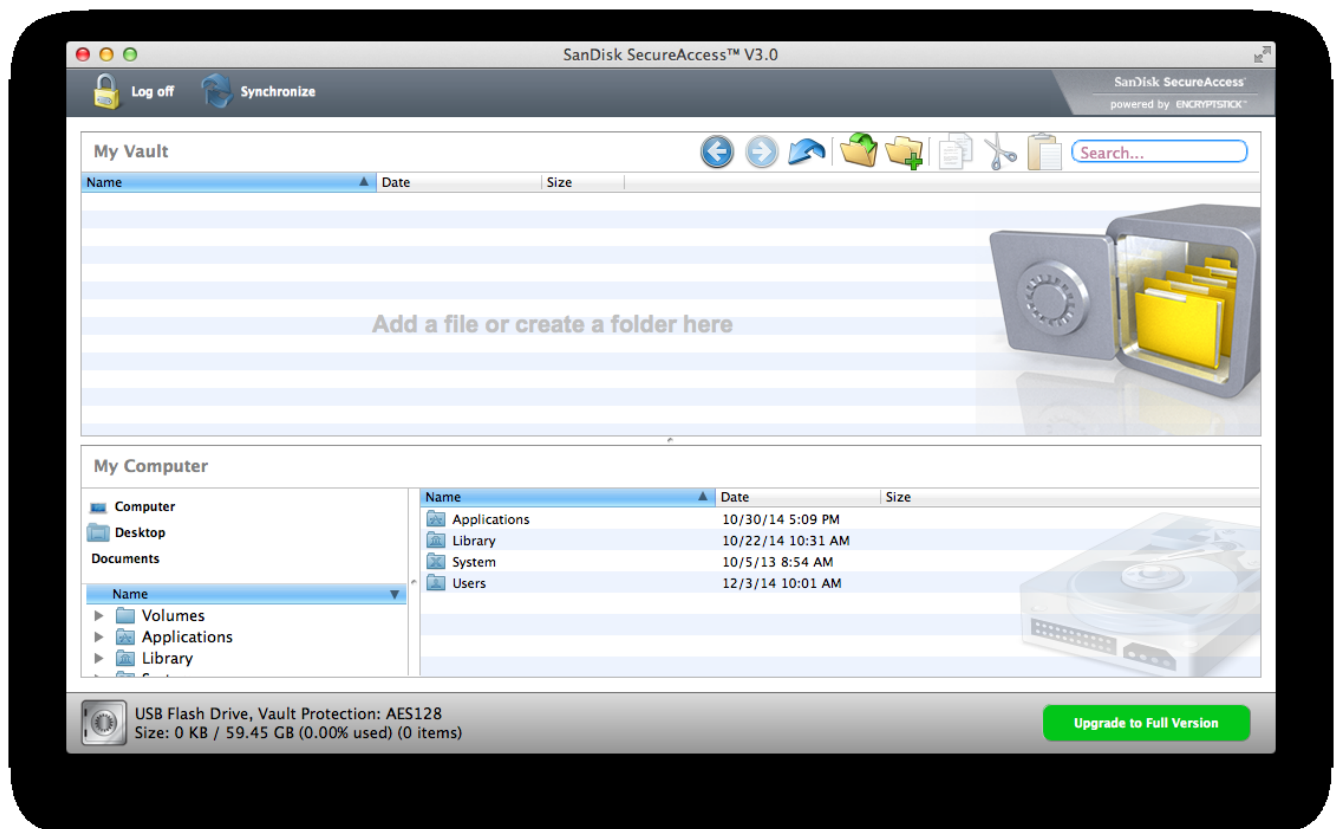 SanDisk SecureAccess™ V3.0
Log off
Synchronize
SanDisk SecureAccess
powered by ENCRYPTSTICK™
My Vault
Search...
Name Date Size
Add a file or create a folder here
My Computer
Computer
Desktop
Documents
Name
Volumes
Applications
Library
Name Date Size
Applications 10/30/14 5:09 PM
Library 10/22/14 10:31 AM
System 10/5/13 8:54 AM
Users 12/3/14 10:01 AM
USB Flash Drive, Vault Protection: AES128
Size: 0 KB / 59.45 GB (0.00% used) (0 items)
Upgrade to Full Version